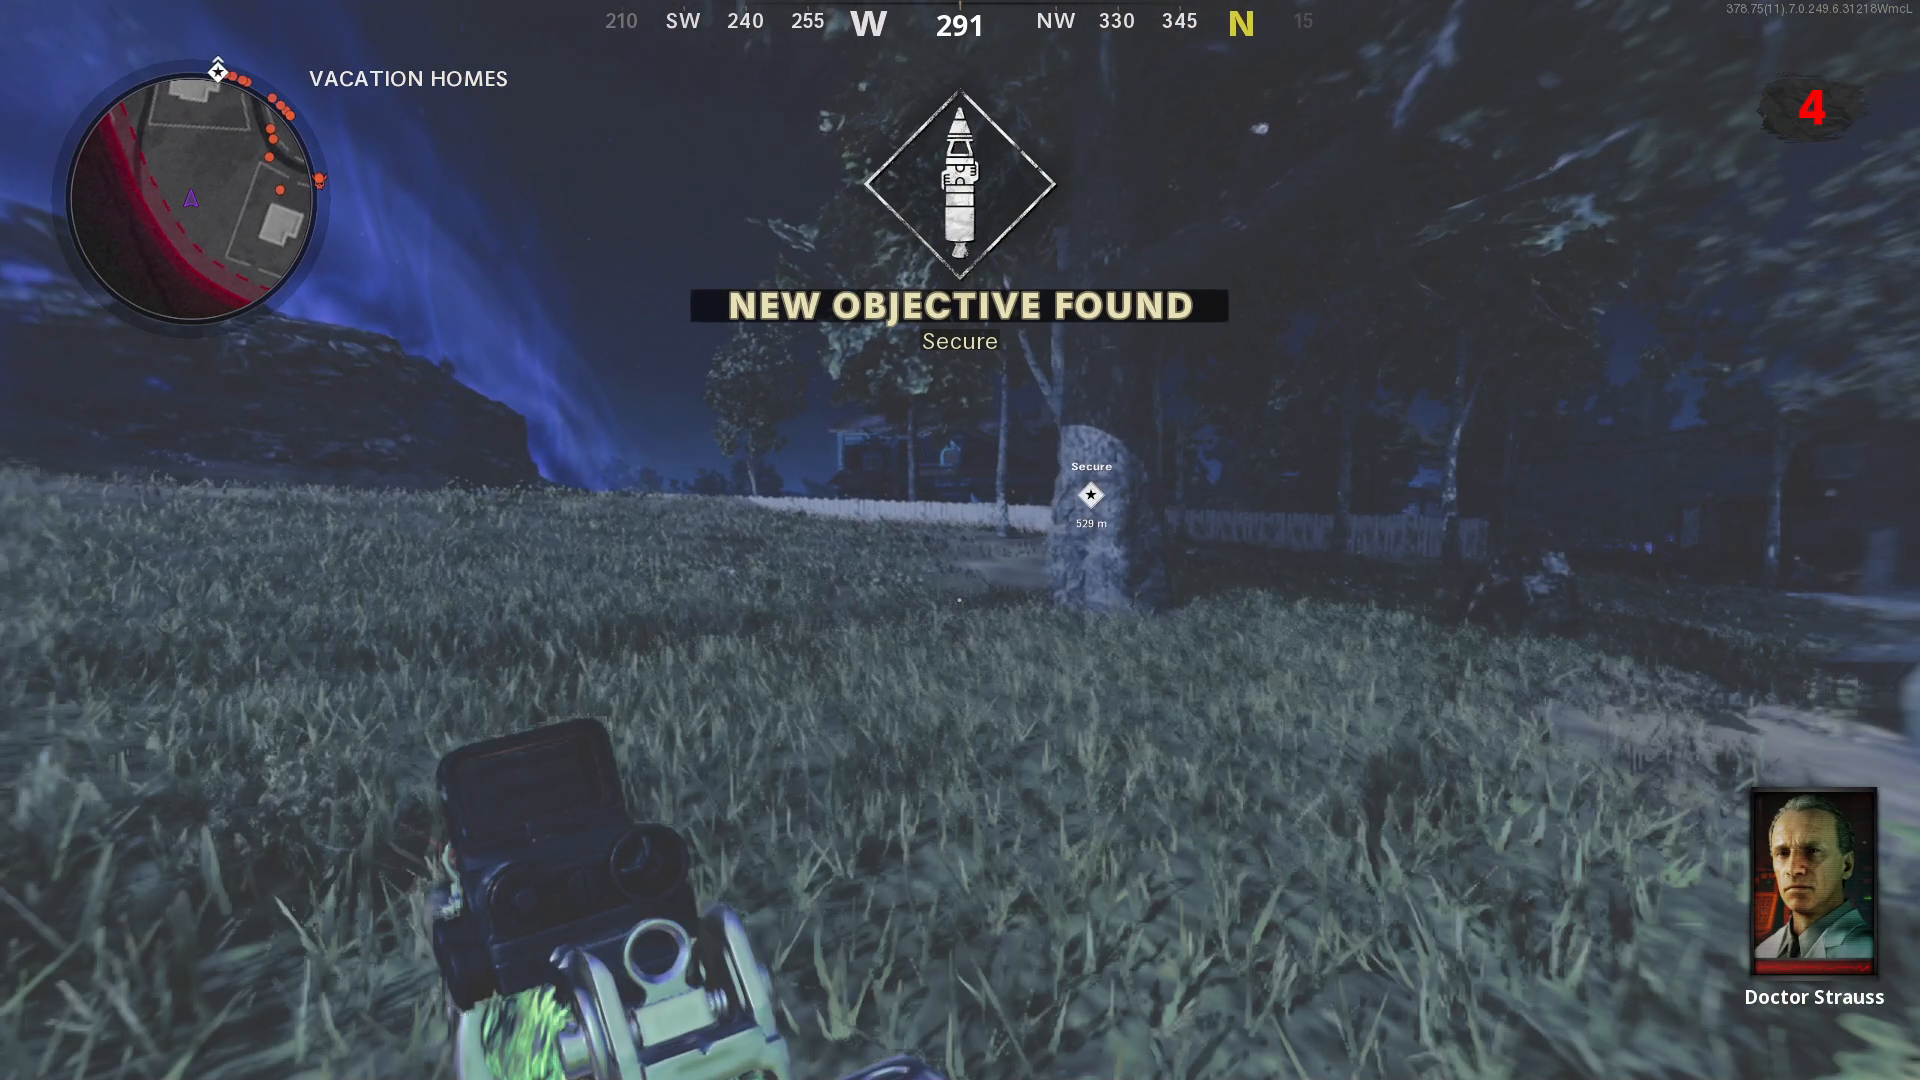 378.75(11).7.0.249.6.31218WmcL
210 SW 240 255 W 291 NW 330 345 N 15
VACATION HOMES
4
NEW OBJECTIVE FOUND
Secure
Secure
529 m
Doctor Strauss